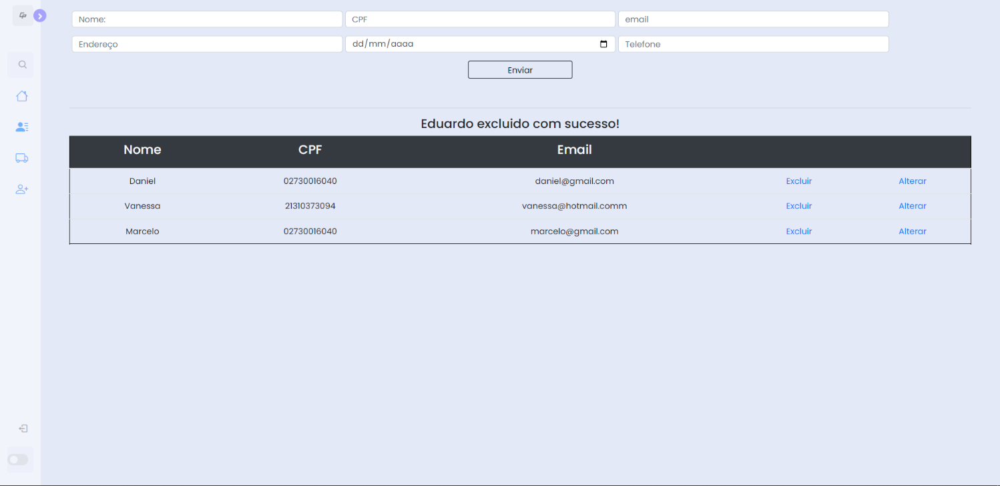 Nome: CPF email
Endereço dd/mm/aaaa Telefone
Enviar
Eduardo excluido com sucesso!
Nome CPF Email
Daniel 02730016040 daniel@gmail.com Excluir Alterar
Vanessa 21310373094 vanessa@hotmail.comm Excluir Alterar
Marcelo 02730016040 marcelo@gmail.com Excluir Alterar